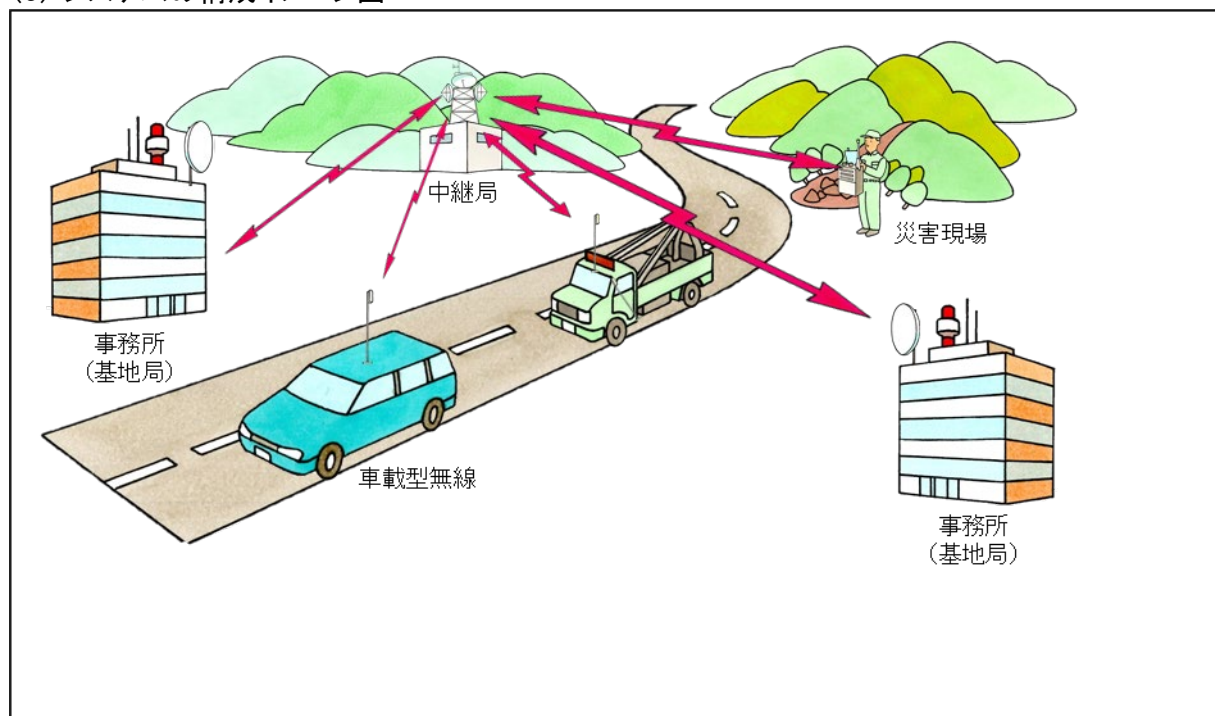 中継局
災害現場
事務所
(基地局)
車載型無線
事務所
(基地局)